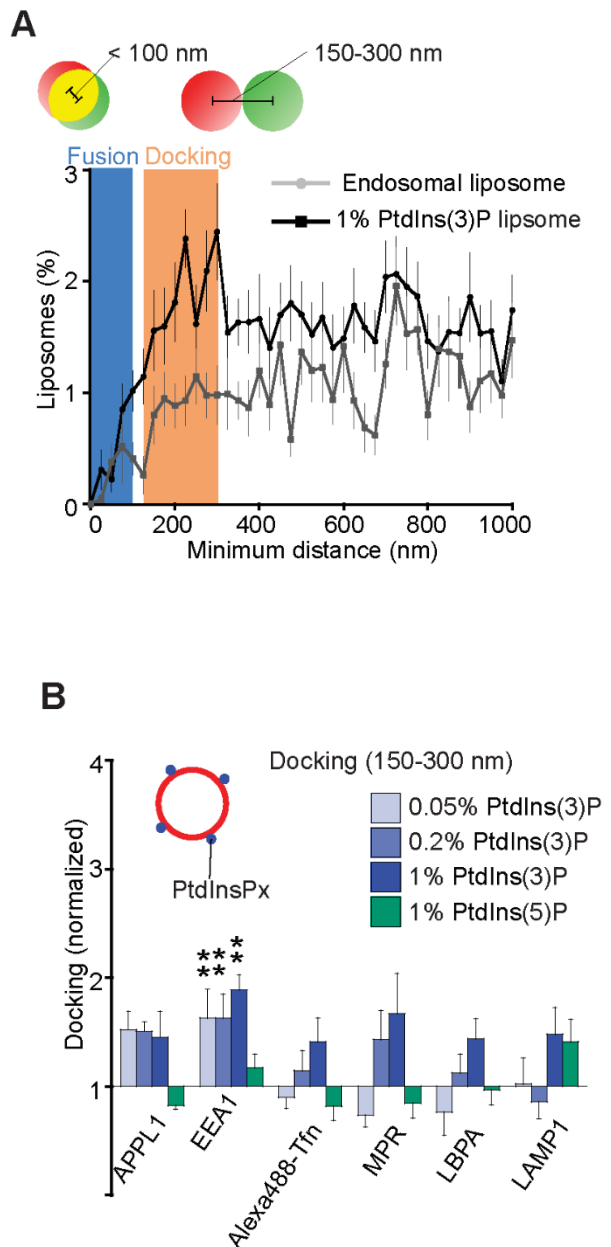 A
< 100 nm
150-300 nm
Fusion
Docking
Endosomal liposome
1% PtdIns(3)P lipsome
Liposomes (%)
3
2
1
0
0
200
400
600
800
1000
Minimum distance (nm)
B
Docking (150-300 nm)
0.05% PtdIns(3)P
0.2% PtdIns(3)P
1% PtdIns(3)P
1% PtdIns(5)P
PtdInsPx
Docking (normalized)
4
3
2
1
**
**
**
APPL1
EEA1
Alexa488-Tfn
MPR
LBPA
LAMP1